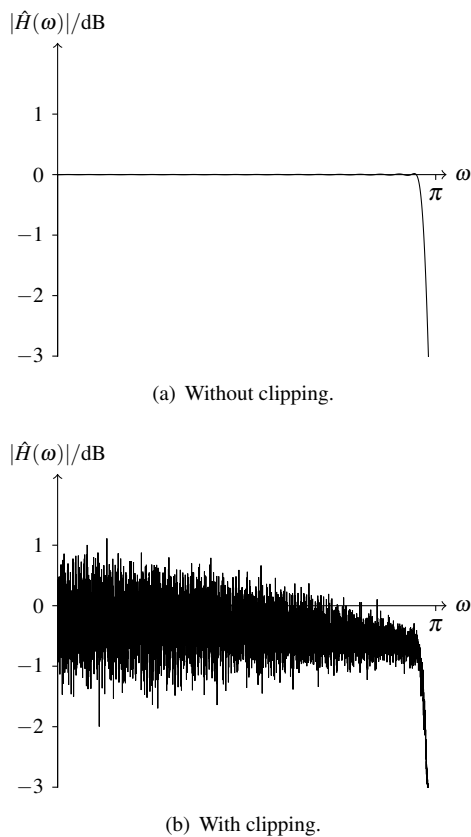 |Ĥ(ω)|/dB
1
0
ω
π
−1
−2
−3
(a) Without clipping.
|Ĥ(ω)|/dB
1
0
ω
π
−1
−2
−3
(b) With clipping.